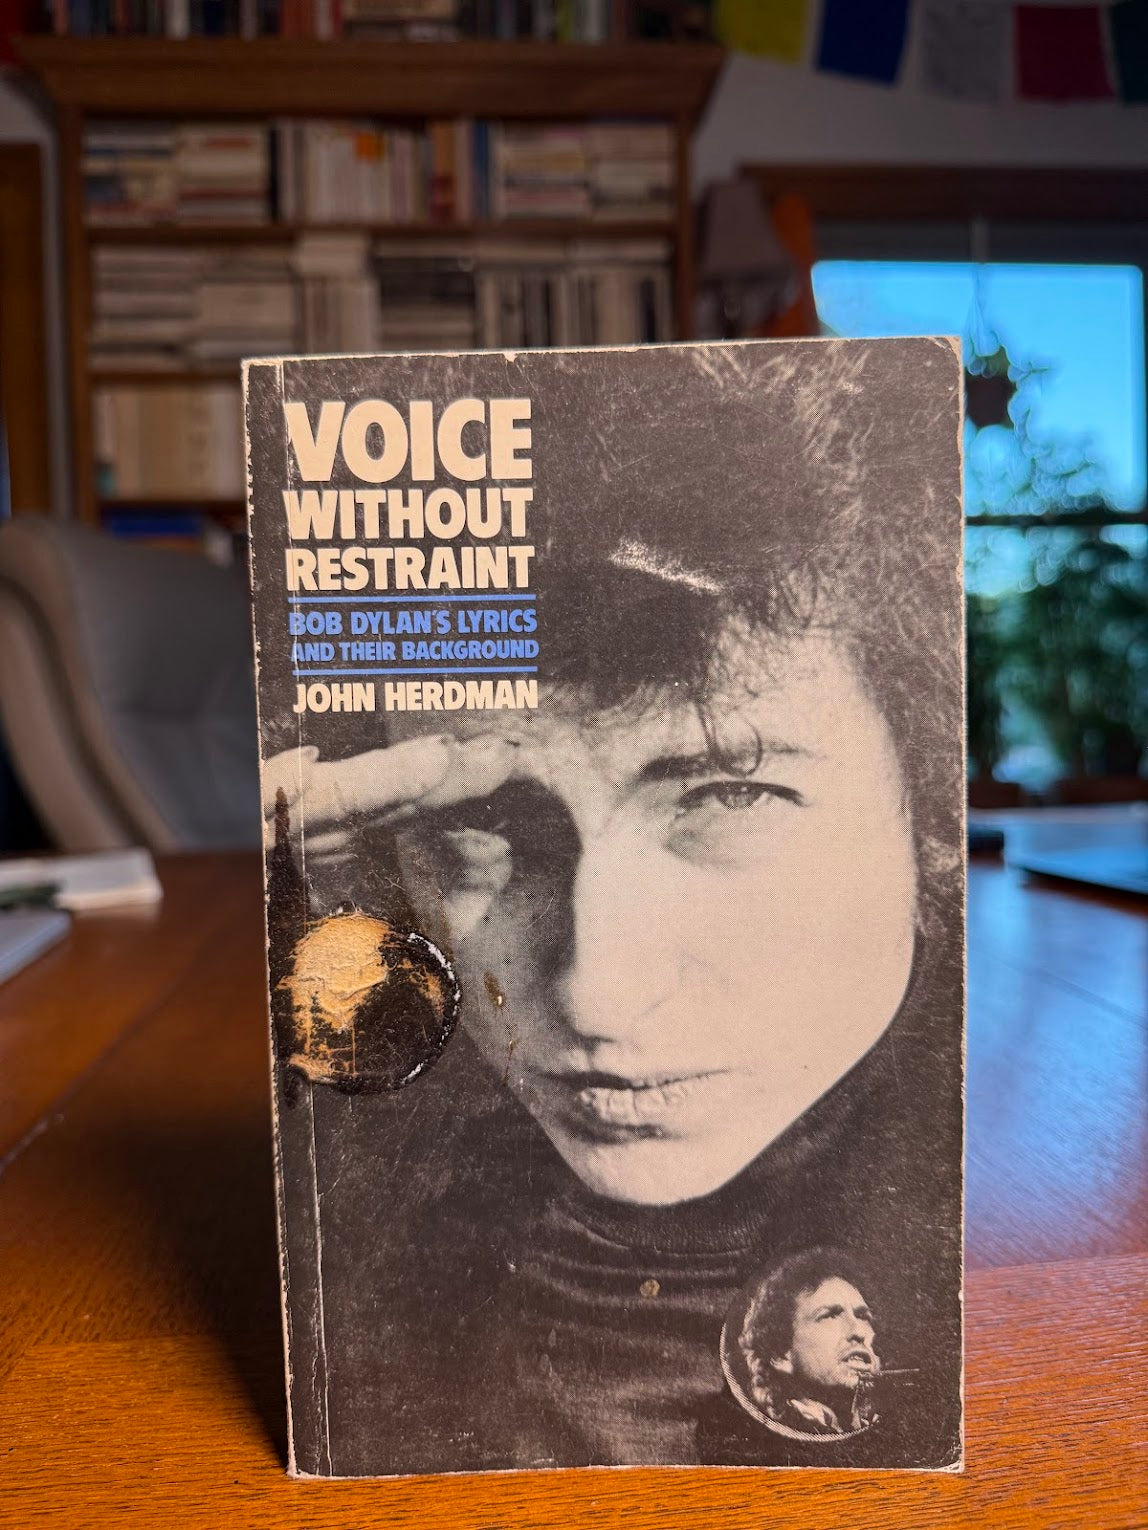 VOICE
WITHOUT
RESTRAINT
BOB DYLAN'S LYRICS
AND THEIR BACKGROUND
JOHN HERDMAN